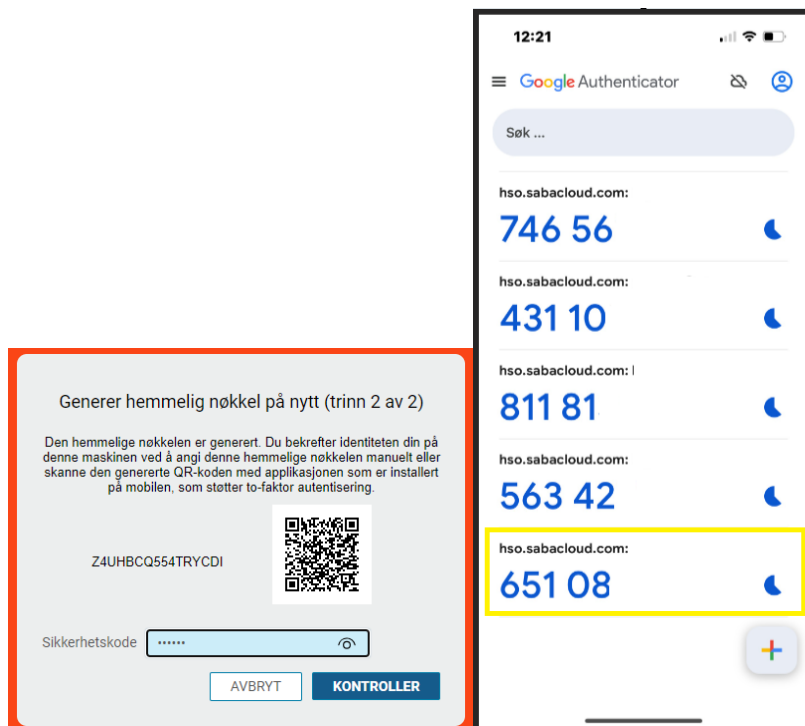 Generer hemmelig nøkkel på nytt (trinn 2 av 2)
Den hemmelige nøkkelen er generert. Du bekrefter identiteten din på
denne maskinen ved å angi denne hemmelige nøkkelen manuelt eller
skanne den genererte QR-koden med applikasjonen som er installert
på mobilen, som støtter to-faktor autentisering.
Z4UHBCQ554TRYCDI
Sikkerhetskode ······
AVBRYT KONTROLLER
12:21
Google Authenticator
Søk ...
hso.sabacloud.com:
746 56
hso.sabacloud.com:
431 10
hso.sabacloud.com:
811 81
hso.sabacloud.com:
563 42
hso.sabacloud.com:
651 08